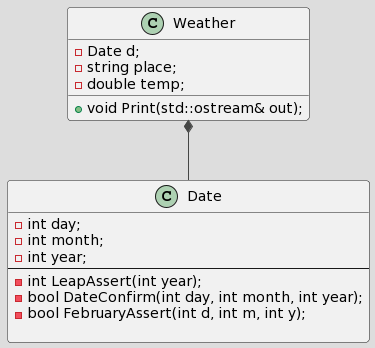 C Weather
Date d;
string place;
double temp;
void Print(std::ostream& out);
C Date
int day;
int month;
int year;
int LeapAssert(int year);
bool DateConfirm(int day, int month, int year);
bool FebruaryAssert(int d, int m, int y);